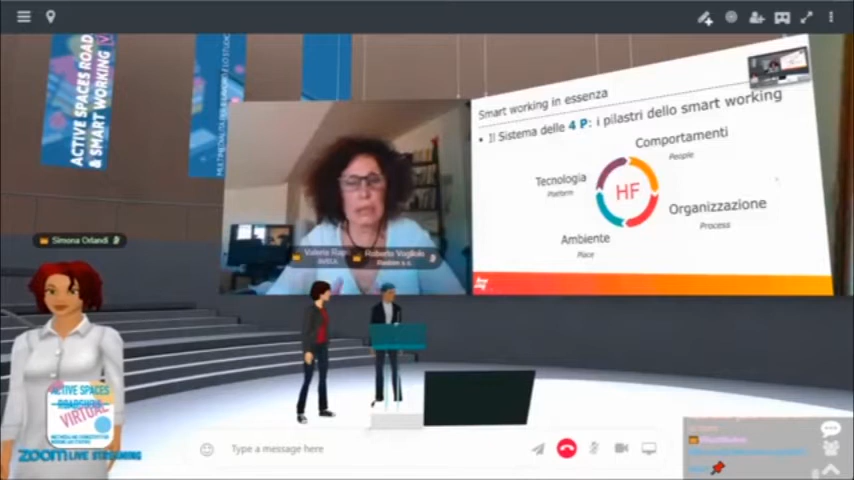 ACTIVE SPACES ROAD
& SMART WORKING V
Smart working in essenza
• Il Sistema delle 4 P: i pilastri dello smart working
Comportamenti
People
Tecnologia
Platform
HF
Organizzazione
Process
Ambiente
Place
Simona Orlandi
Valeria
Roberto Vogliolo
ACTIVE SPACES
ROADSHOW
VIRTUAL
ZOOM LIVE STREAMING
Type a message here